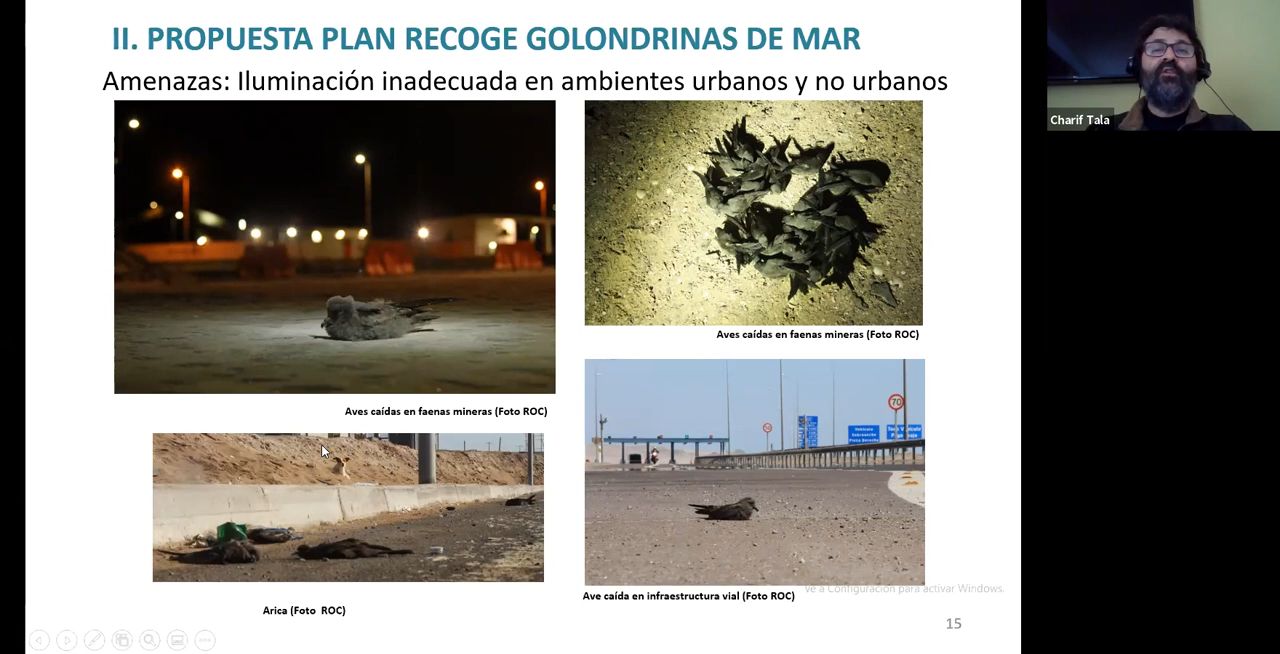 II. PROPUESTA PLAN RECOGE GOLONDRINAS DE MAR
Amenazas: Iluminación inadecuada en ambientes urbanos y no urbanos
Charif Tala
Aves caídas en faenas mineras (Foto ROC)
Aves caídas en faenas mineras (Foto ROC)
70
Arica (Foto  ROC)
Ave caída en infraestructura vial (Foto ROC)
Ve a Configuración para activar Windows.
15